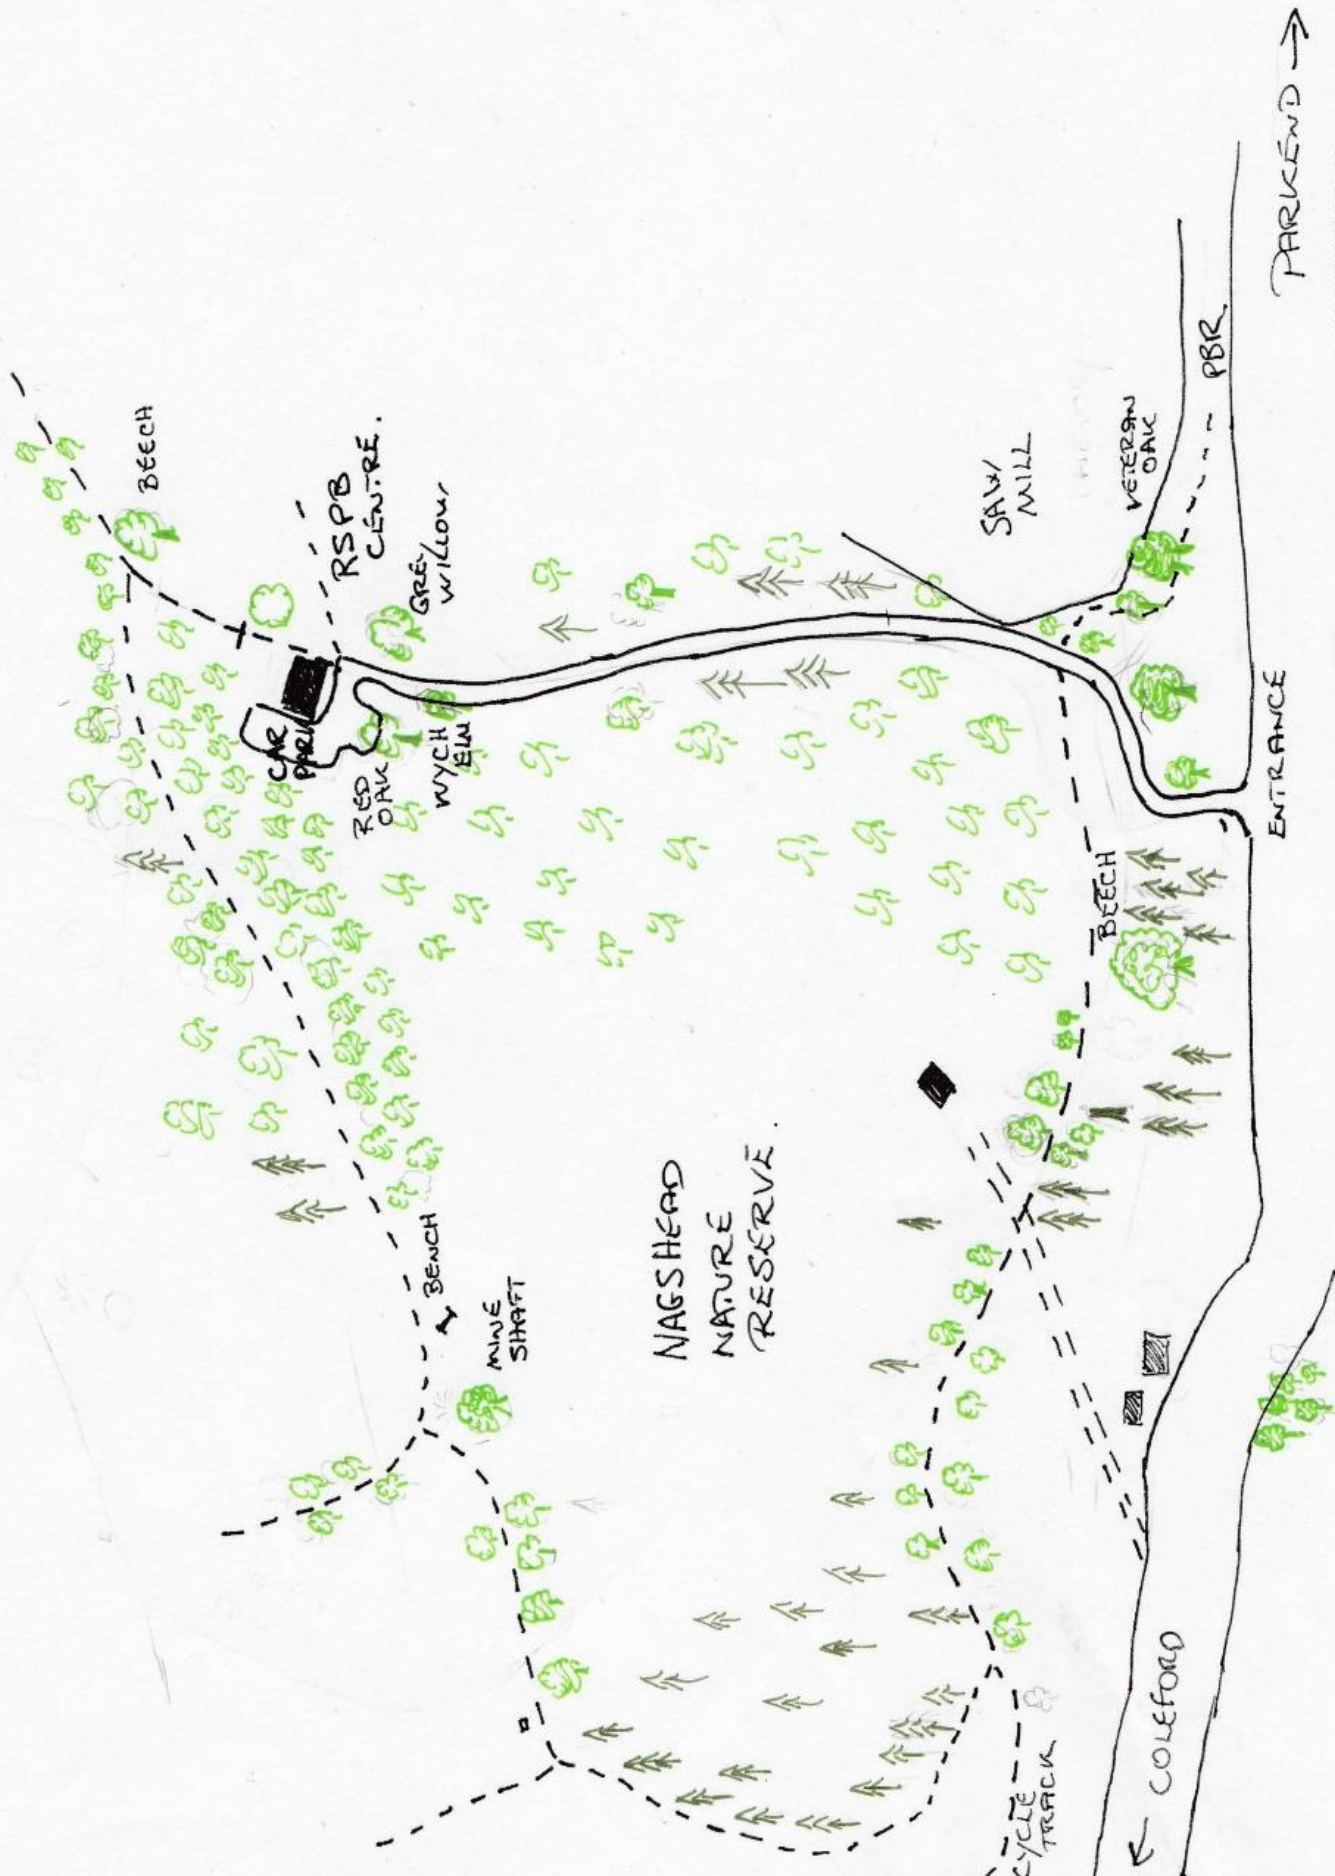 BEECH
RSPB
CENTRE.
GREY
WILLOW
CAR
PARK
RED
OAK
WYCH
ELM
BENCH
MINE
SHAFT
NAGSHEAD
NATURE
RESERVE.
SAW
MILL
VETERAN
OAK
PBR.
PARKEND →
ENTRANCE
BEECH
CYCLE
TRACK
← COLEFORD